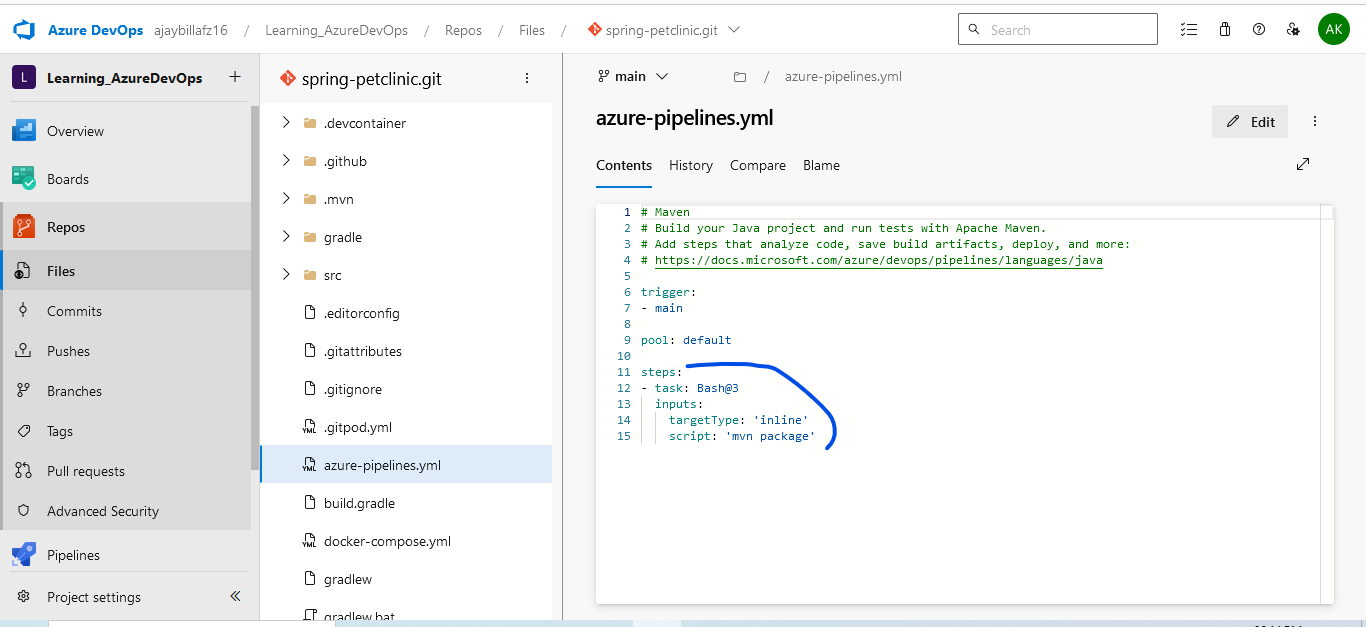 Azure DevOps ajaybillafz16 / Learning_AzureDevOps / Repos / Files / spring-petclinic.git
Search
AK
L Learning_AzureDevOps +
Overview
Boards
Repos
Files
Commits
Pushes
Branches
Tags
Pull requests
Advanced Security
Pipelines
Project settings
spring-petclinic.git
.devcontainer
.github
.mvn
gradle
src
.editorconfig
.gitattributes
.gitignore
.gitpod.yml
azure-pipelines.yml
build.gradle
docker-compose.yml
gradlew
gradlew.bat
main
/ azure-pipelines.yml
azure-pipelines.yml
Edit
Contents History Compare Blame
1 # Maven
2 # Build your Java project and run tests with Apache Maven.
3 # Add steps that analyze code, save build artifacts, deploy, and more:
4 # https://docs.microsoft.com/azure/devops/pipelines/languages/java
5
6 trigger:
7 - main
8
9 pool: default
10
11 steps:
12 - task: Bash@3
13 inputs:
14 targetType: 'inline'
15 script: 'mvn package'